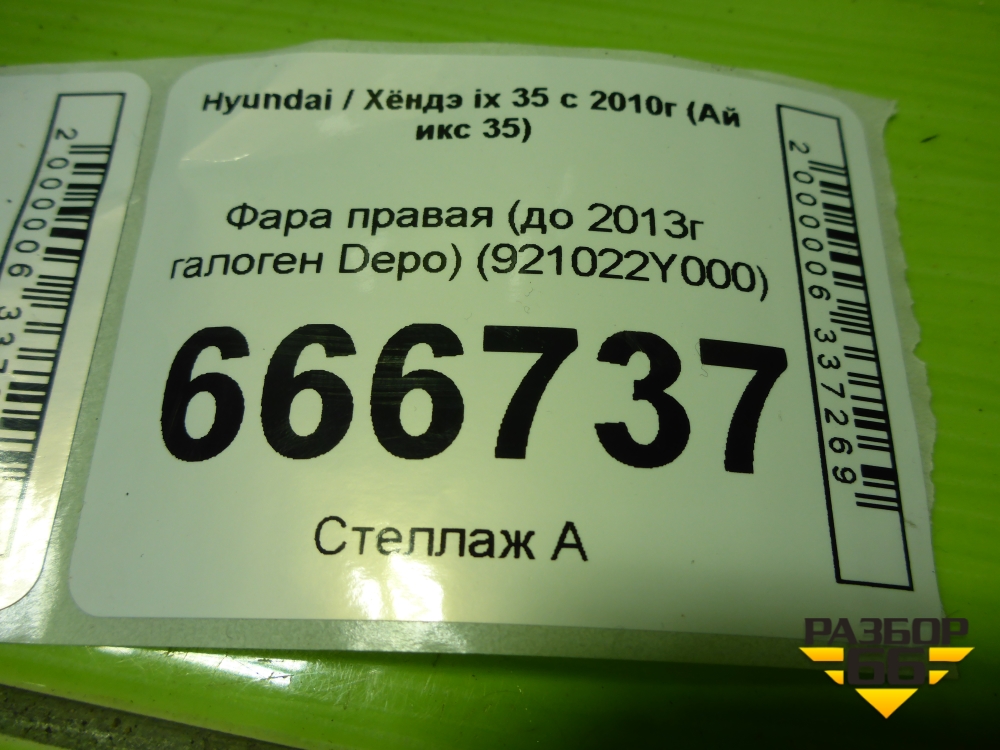 Hyundai / Хёндэ ix 35 с 2010г (Ай
икс 35)
Фара правая (до 2013г
галоген Depo) (921022Y000)
666737
Стеллаж А
2000006337269
2000006337
РАЗБОР
66